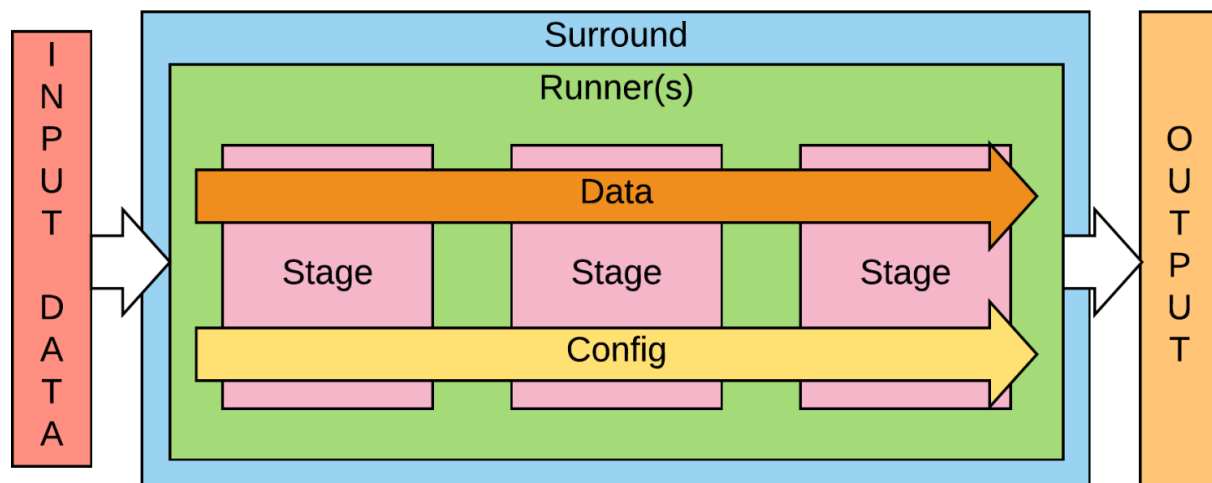 INPUT DATA
Surround
Runner(s)
Data
Stage
Stage
Stage
Config
OUTPUT